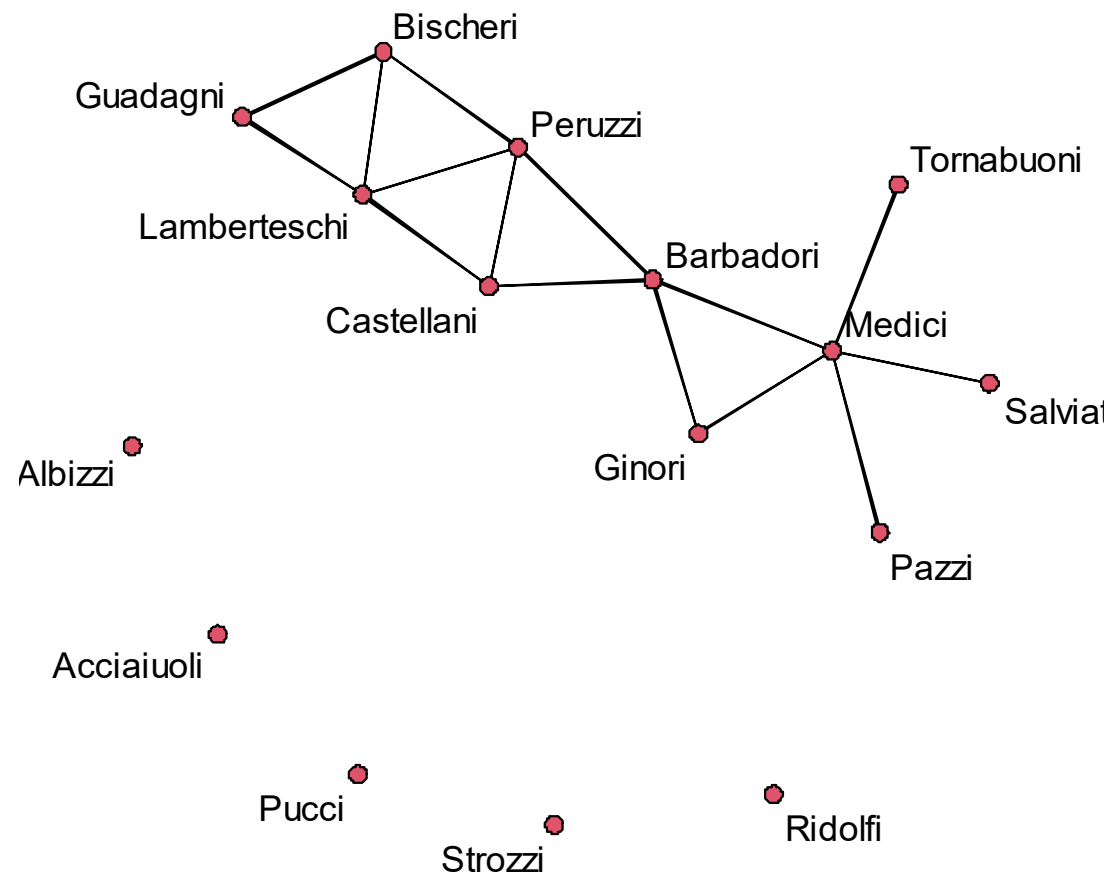 Bischeri
Guadagni
Peruzzi
Tornabuoni
Lamberteschi
Barbadori
Castellani
Medici
Salviat
Ginori
Albizzi
Pazzi
Acciaiuoli
Pucci
Ridolfi
Strozzi